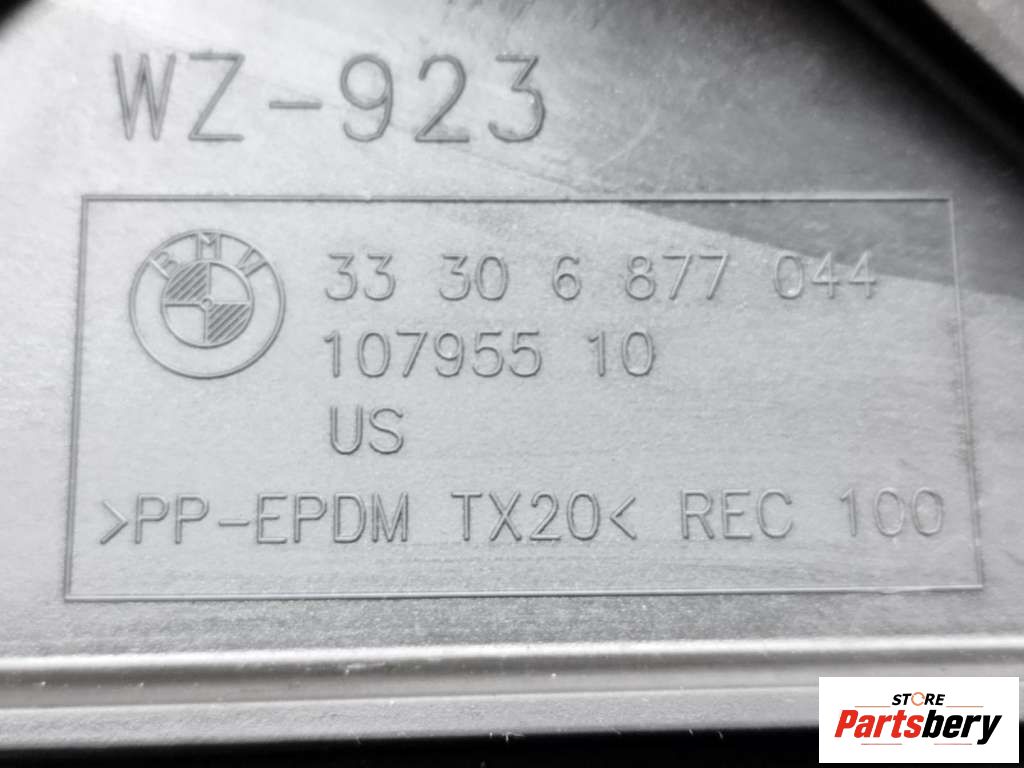 WZ-923
BMW
33 30 6 877 044
107955 10
US
>PP-EPDM TX20< REC 100
STORE
Partsbery